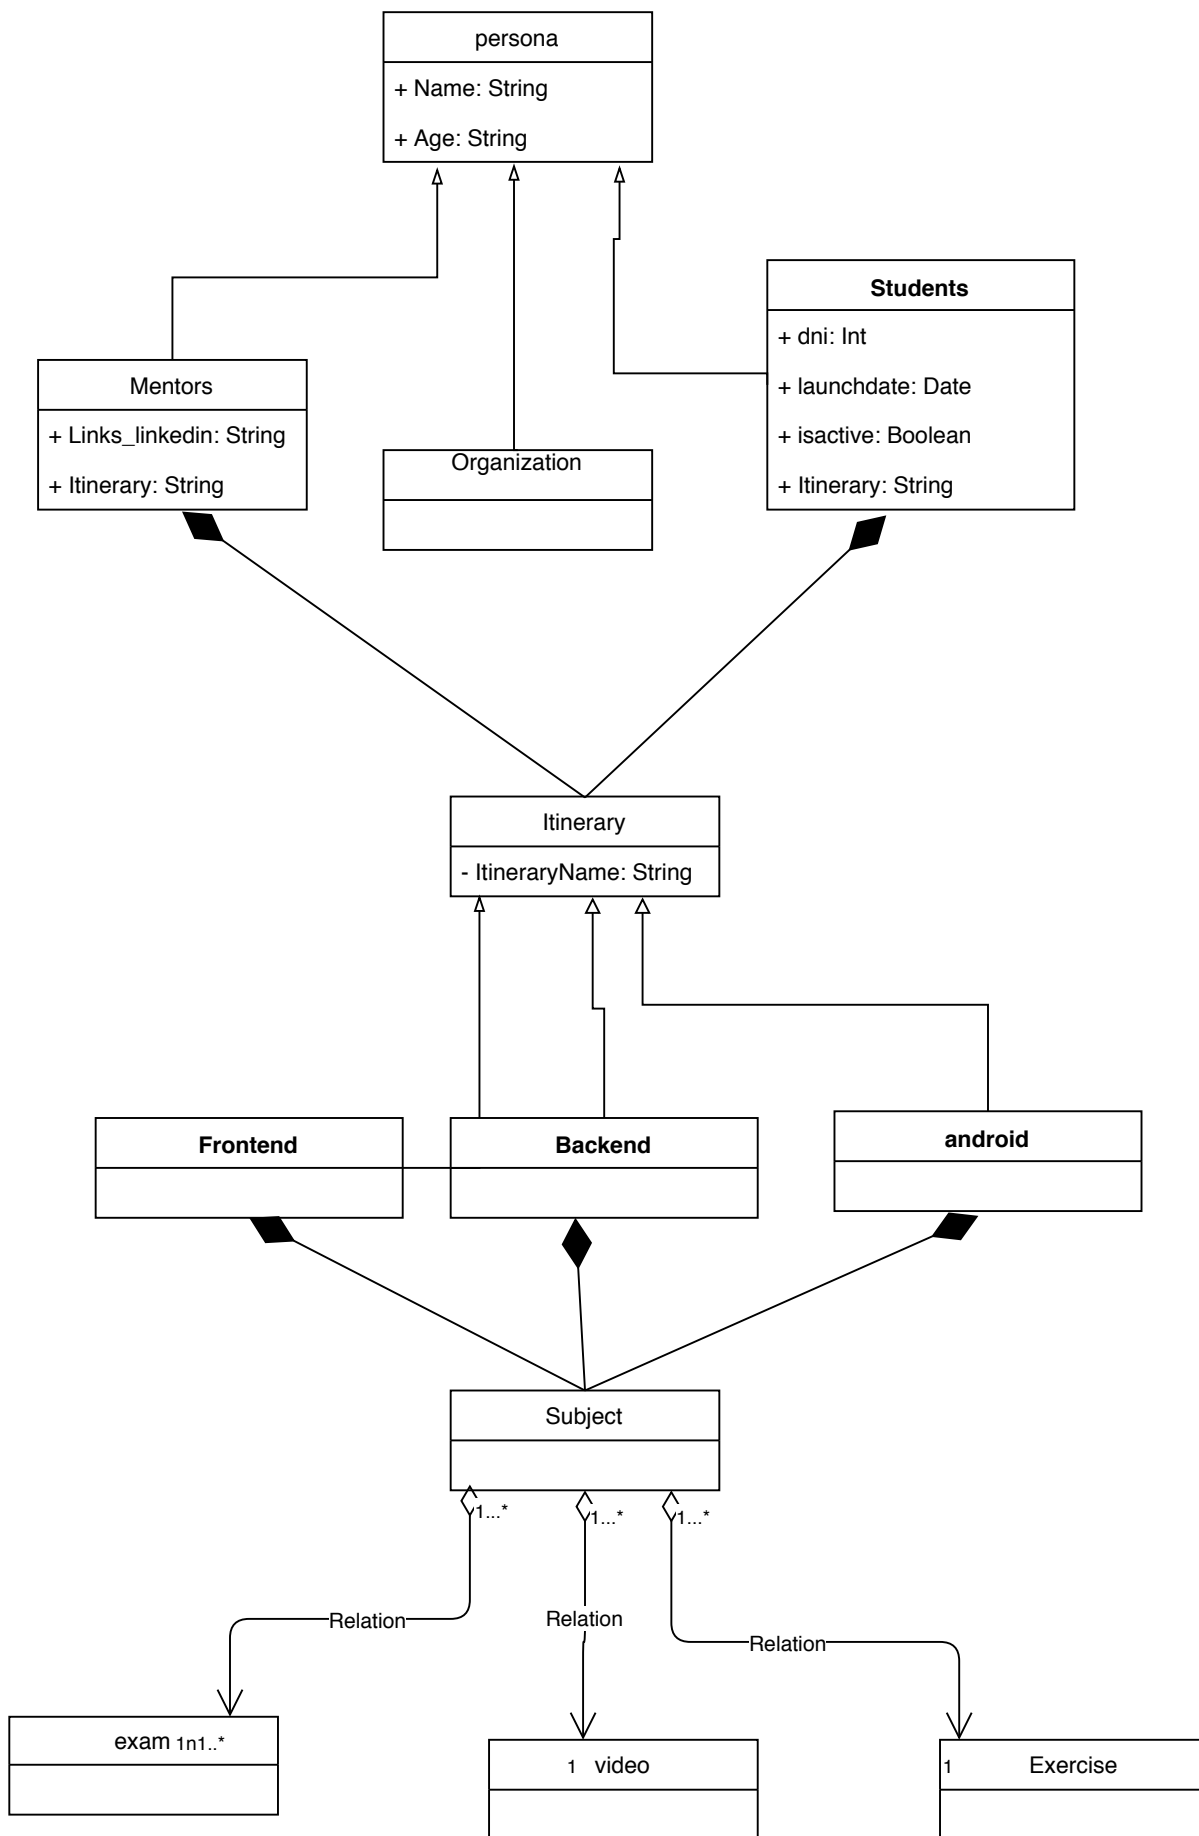 persona
+ Name: String
+ Age: String
Students
+ dni: Int
+ launchdate: Date
+ isactive: Boolean
+ Itinerary: String
Mentors
+ Links_linkedin: String
+ Itinerary: String
Organization
Itinerary
- ItineraryName: String
Frontend
Backend
android
Subject
1...*
1...*
1...*
Relation
Relation
Relation
exam 1n1..*
1 video
1 Exercise